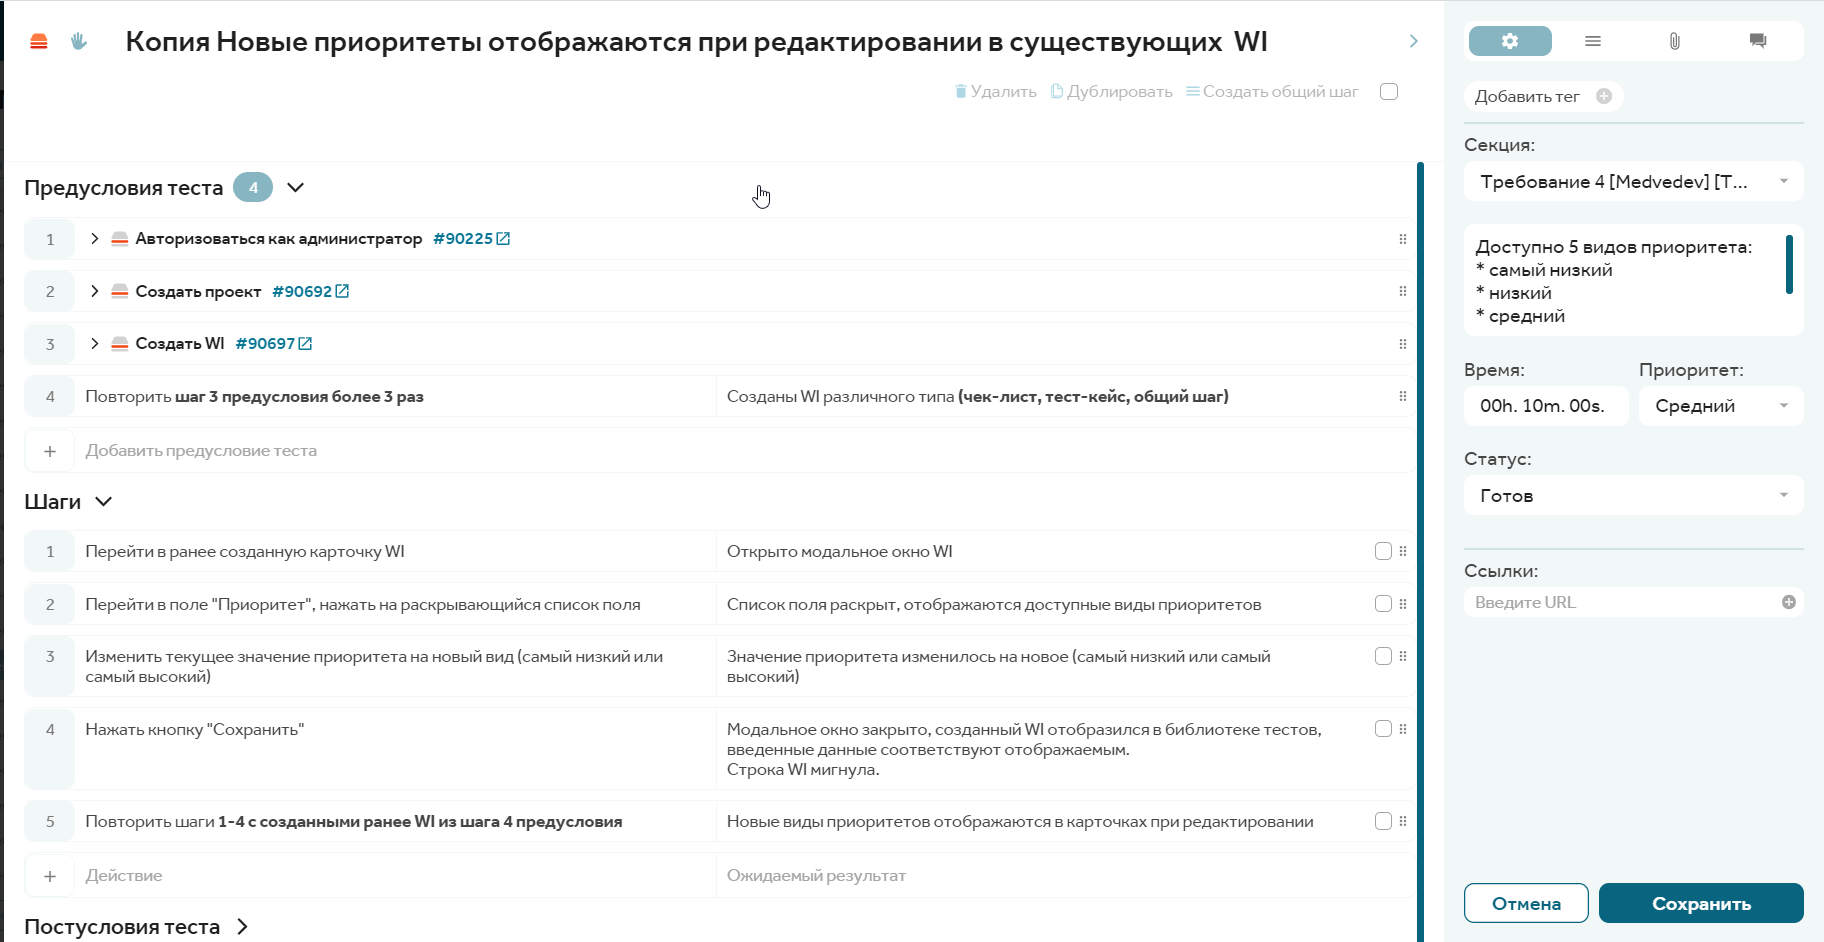 Копия Новые приоритеты отображаются при редактировании в существующих WI
Удалить Дублировать Создать общий шаг
Предусловия теста 4
1 Авторизоваться как администратор #90225
2 Создать проект #90692
3 Создать WI #90697
4 Повторить шаг 3 предусловия более 3 раз Созданы WI различного типа (чек-лист, тест-кейс, общий шаг)
+ Добавить предусловие теста
Шаги
1 Перейти в ранее созданную карточку WI Открыто модальное окно WI
2 Перейти в поле "Приоритет", нажать на раскрывающийся список поля Список поля раскрыт, отображаются доступные виды приоритетов
3 Изменить текущее значение приоритета на новый вид (самый низкий или
самый высокий)
Значение приоритета изменилось на новое (самый низкий или самый
высокий)
4 Нажать кнопку "Сохранить"
Модальное окно закрыто, созданный WI отобразился в библиотеке тестов,
введенные данные соответствуют отображаемым.
Строка WI мигнула.
5 Повторить шаги 1-4 с созданными ранее WI из шага 4 предусловия Новые виды приоритетов отображаются в карточках при редактировании
+ Действие Ожидаемый результат
Постусловия теста
Добавить тег
Секция:
Требование 4 [Medvedev] [Т...
Доступно 5 видов приоритета:
* самый низкий
* низкий
* средний
Время: Приоритет:
00h. 10m. 00s. Средний
Статус:
Готов
Ссылки:
Введите URL
Отмена Сохранить